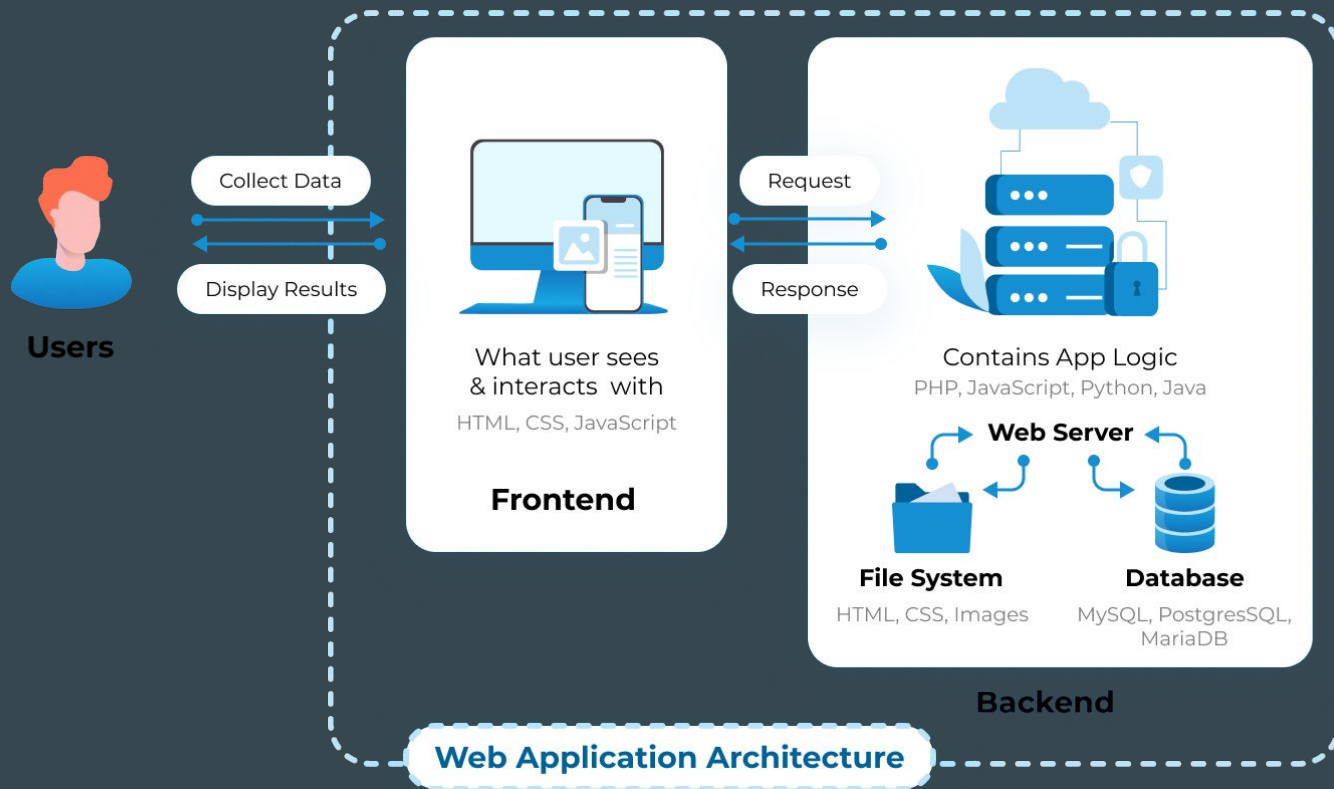 Collect Data
Display Results
Users
What user sees
& interacts with
HTML, CSS, JavaScript
Frontend
Request
Response
Contains App Logic
PHP, JavaScript, Python, Java
Web Server
File System
HTML, CSS, Images
Database
MySQL, PostgresSQL,
MariaDB
Backend
Web Application Architecture